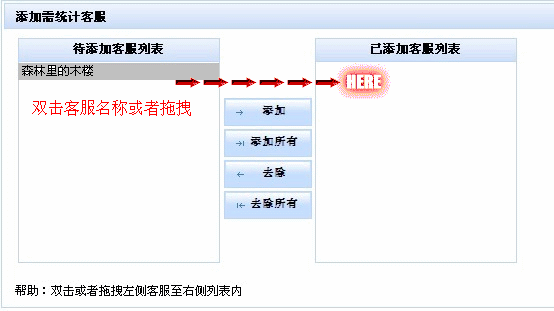 添加需统计客服
待添加客服列表
已添加客服列表
森林里的木楼
HERE
双击客服名称或者拖拽
添加
添加所有
去除
去除所有
帮助：双击或者拖拽左侧客服至右侧列表内